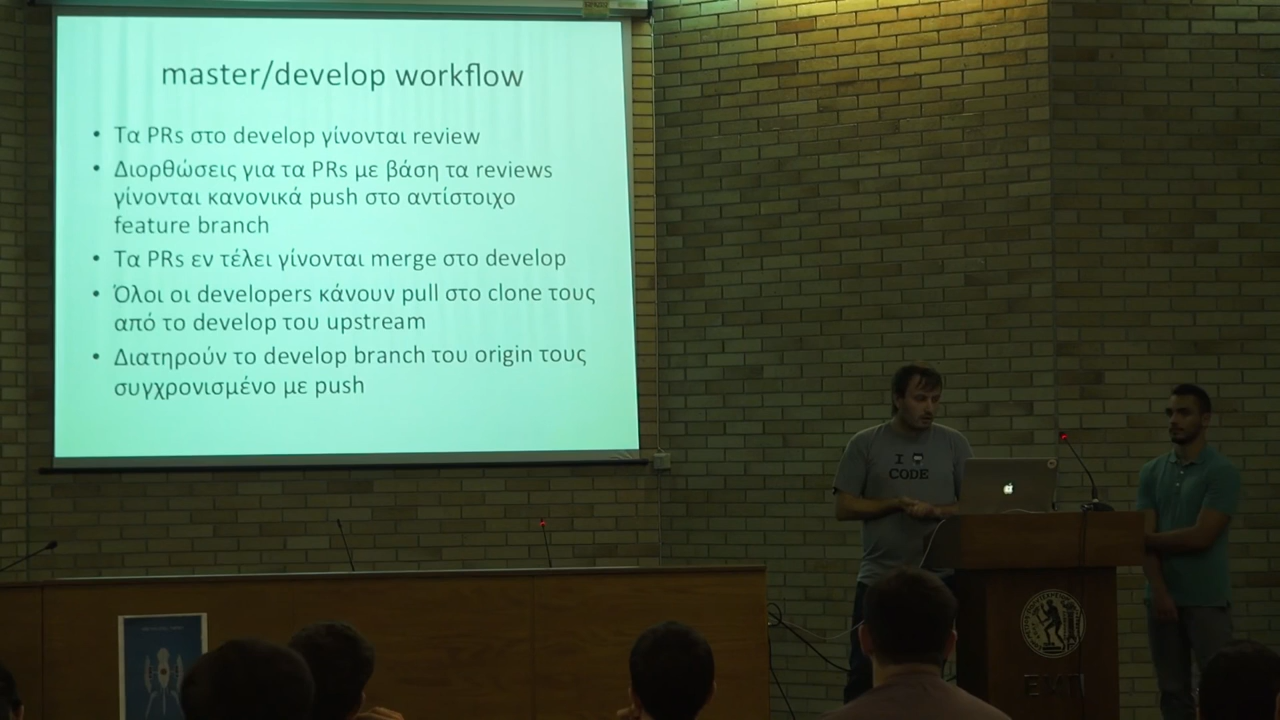 master/develop workflow
• Τα PRs στο develop γίνονται review
• Διορθώσεις για τα PRs με βάση τα reviews
γίνονται κανονικά push στο αντίστοιχο
feature branch
• Τα PRs εν τέλει γίνονται merge στο develop
• Όλοι οι developers κάνουν pull στο clone τους
από το develop του upstream
• Διατηρούν το develop branch του origin τους
συγχρονισμένο με push
I
CODE
ΕΜΠ